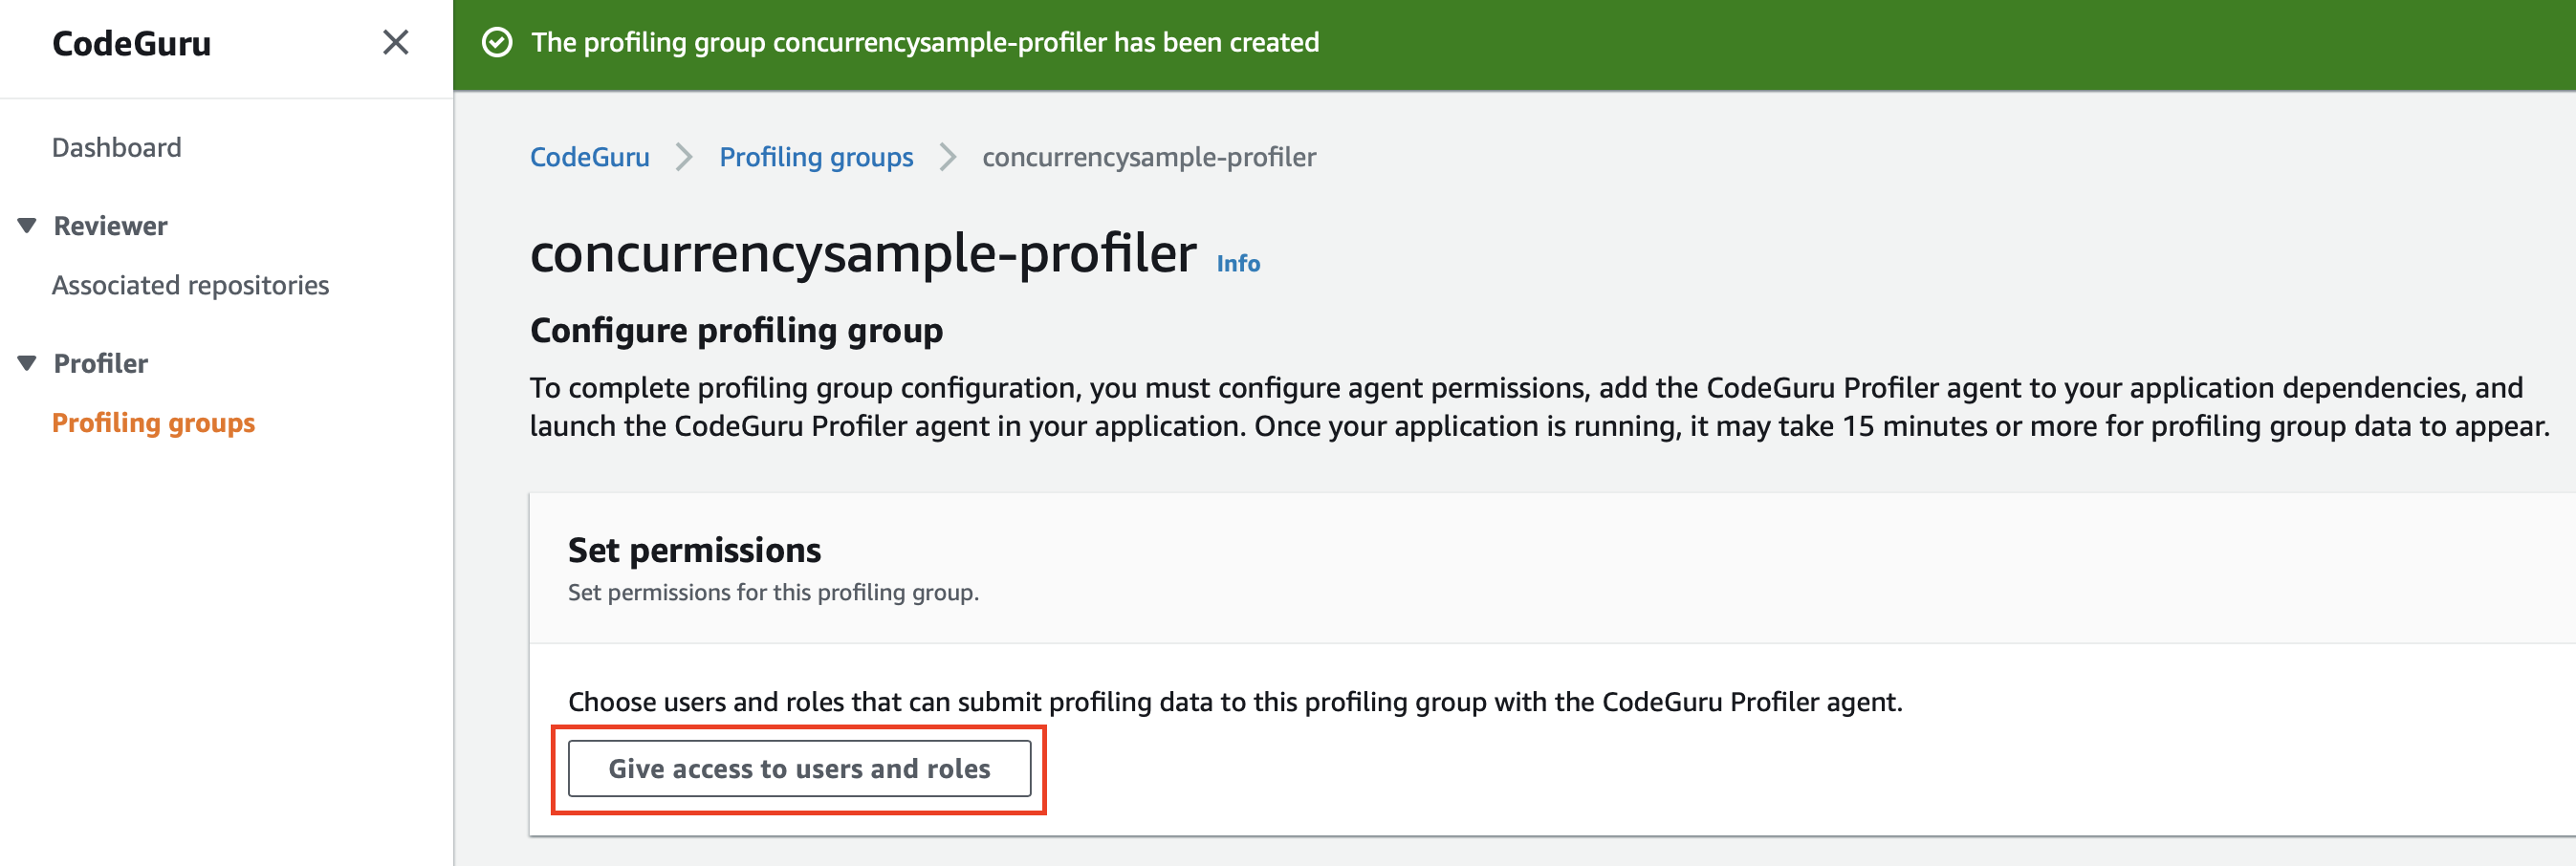 CodeGuru
Dashboard
Reviewer
Associated repositories
Profiler
Profiling groups
The profiling group concurrencysample-profiler has been created
CodeGuru Profiling groups concurrencysample-profiler
concurrencysample-profiler Info
Configure profiling group
To complete profiling group configuration, you must configure agent permissions, add the CodeGuru Profiler agent to your application dependencies, and
launch the CodeGuru Profiler agent in your application. Once your application is running, it may take 15 minutes or more for profiling group data to appear.
Set permissions
Set permissions for this profiling group.
Choose users and roles that can submit profiling data to this profiling group with the CodeGuru Profiler agent.
Give access to users and roles